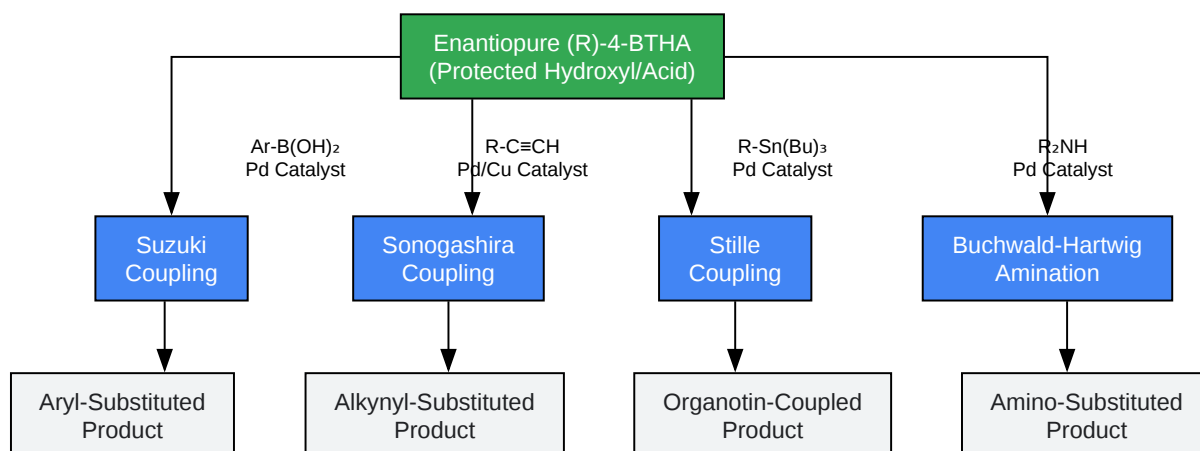 Enantiopure (R)-4-BTHA
(Protected Hydroxyl/Acid)
Ar-B(OH)₂
Pd Catalyst
R-C≡CH
Pd/Cu Catalyst
R-Sn(Bu)₃
Pd Catalyst
R₂NH
Pd Catalyst
Suzuki
Coupling
Sonogashira
Coupling
Stille
Coupling
Buchwald-Hartwig
Amination
Aryl-Substituted
Product
Alkynyl-Substituted
Product
Organotin-Coupled
Product
Amino-Substituted
Product